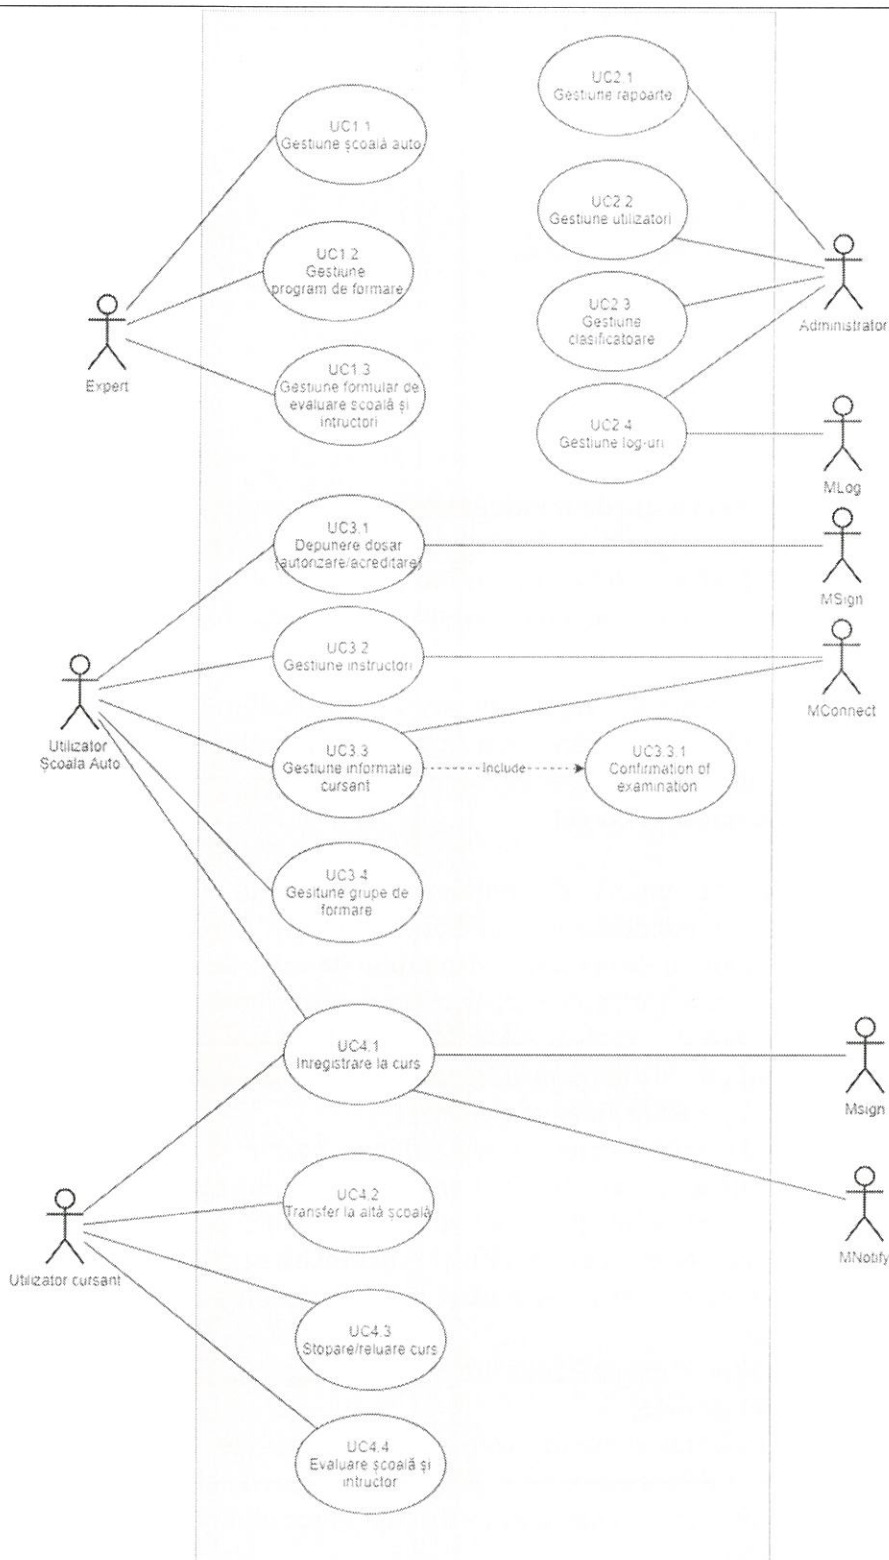 UC1.1
Gestiune școală auto
UC1.2
Gestiune
program de formare
UC1.3
Gestiune formular de
evaluare școală și
intructori
Expert
UC2.1
Gestiune rapoarte
UC2.2
Gestiune utilizatori
UC2.3
Gestiune
clasificatoare
UC2.4
Gestiune log-uri
Administrator
MLog
UC3.1
Depunere dosar
(autorizare/acreditare)
MSign
UC3.2
Gestiune instructori
MConnect
Utilizator
Școala Auto
UC3.3
Gestiune informatie
cursant
Include
UC3.3.1
Confirmation of
examination
UC3.4
Gesitune grupe de
formare
UC4.1
Inregistrare la curs
Msign
UC4.2
Transfer la altă școală
MNotify
Utilizator cursant
UC4.3
Stopare/reluare curs
UC4.4
Evaluare școală și
intructor